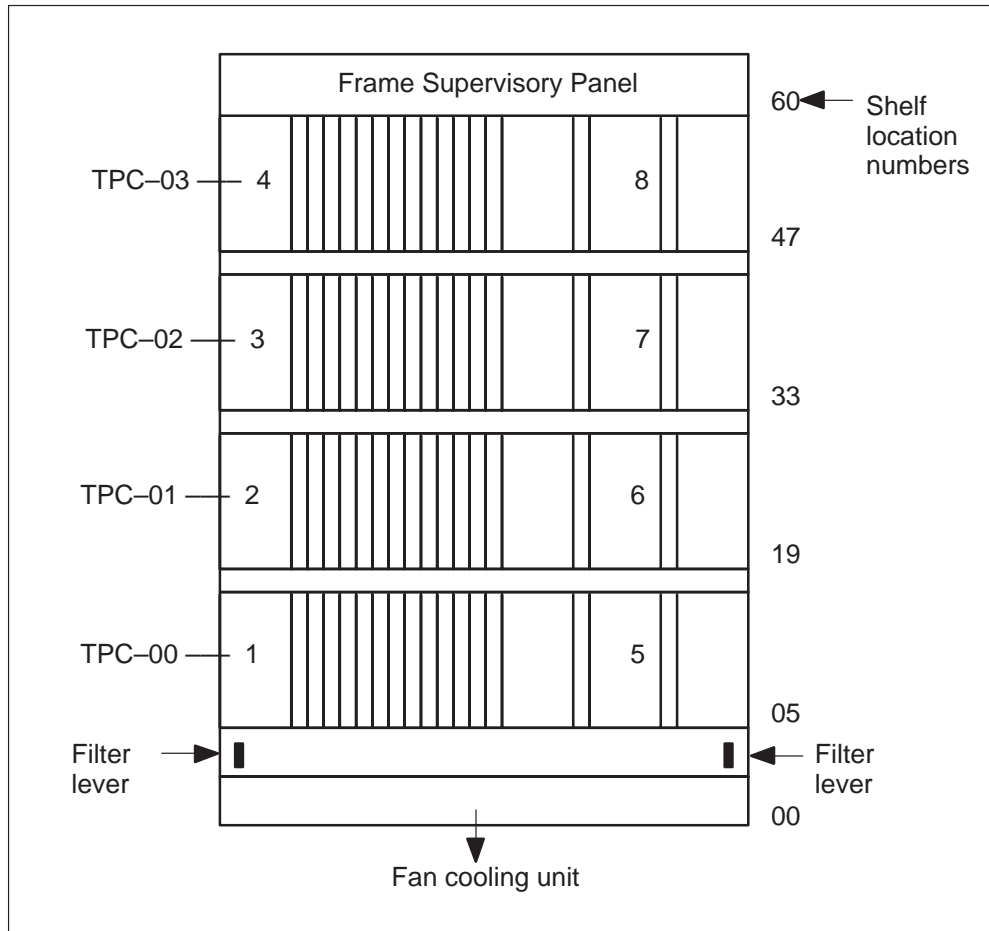 Frame Supervisory Panel
60
Shelf
location
numbers
TPC–03
4
8
47
TPC–02
3
7
33
TPC–01
2
6
19
TPC–00
1
5
05
Filter
lever
Filter
lever
00
Fan cooling unit